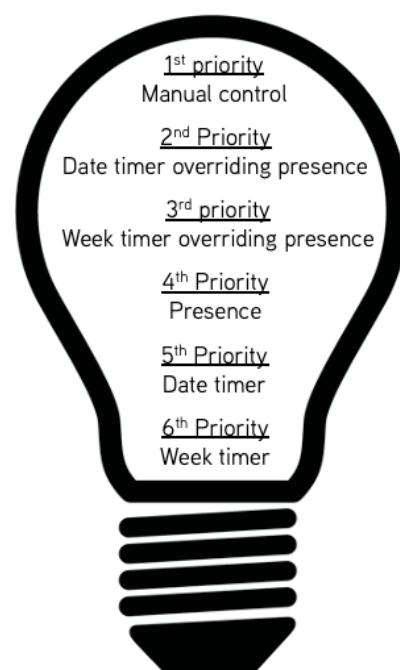 1st priority
Manual control
2nd Priority
Date timer overriding presence
3rd priority
Week timer overriding presence
4th Priority
Presence
5th Priority
Date timer
6th Priority
Week timer